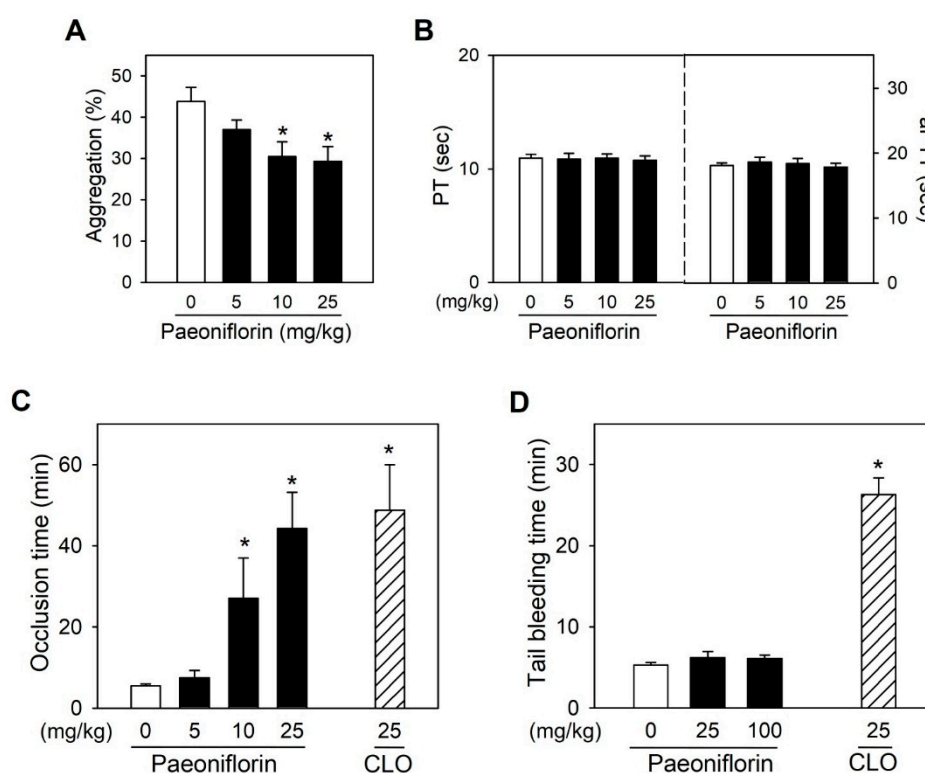 A
Aggregation (%)
50
40
30
20
10
0
* *
0 5 10 25
Paeoniflorin (mg/kg)
B
PT (sec)
20
10
0
30
20
10
0
(sec)
(mg/kg) 0 5 10 25 0 5 10 25
Paeoniflorin Paeoniflorin
C
Occlusion time (min)
60
40
20
0
* * *
(mg/kg) 0 5 10 25 25
Paeoniflorin CLO
D
Tail bleeding time (min)
30
20
10
0
*
(mg/kg) 0 25 100 25
Paeoniflorin CLO